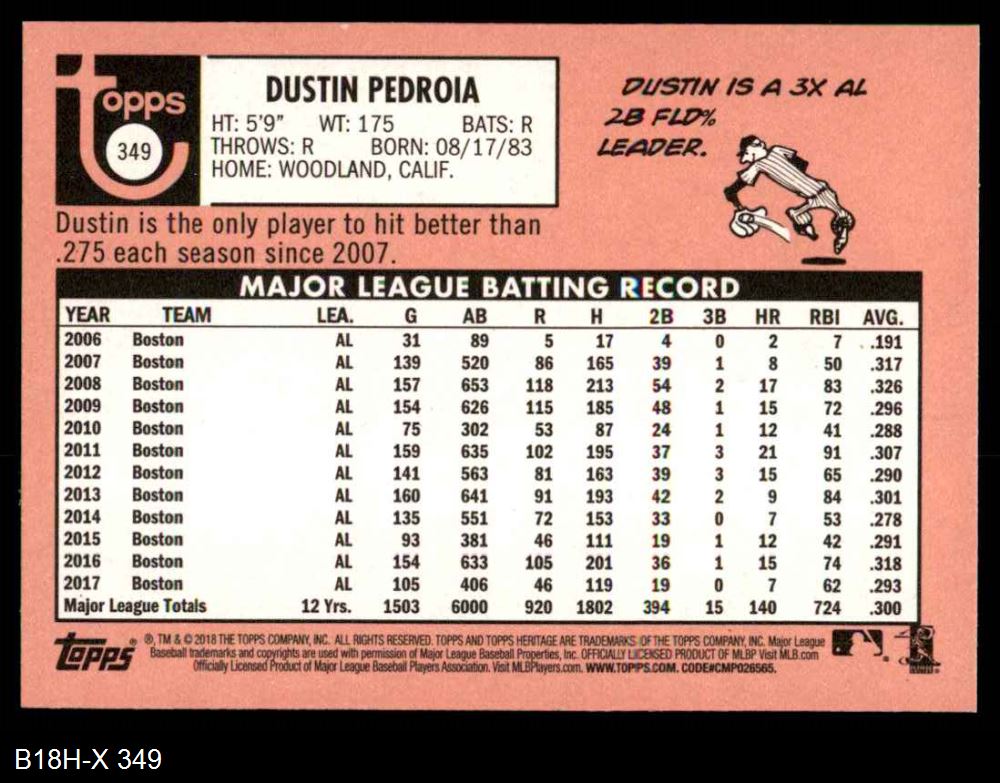 Topps
349
DUSTIN PEDROIA
HT: 5'9" WT: 175 BATS: R
THROWS: R BORN: 08/17/83
HOME: WOODLAND, CALIF.
DUSTIN IS A 3X AL
2B FLD%
LEADER.
Dustin is the only player to hit better than
.275 each season since 2007.
MAJOR LEAGUE BATTING RECORD
YEAR TEAM LEA. G AB R H 2B 3B HR RBI AVG.
2006 Boston AL 31 89 5 17 4 0 2 7 .191
2007 Boston AL 139 520 86 165 39 1 8 50 .317
2008 Boston AL 157 653 118 213 54 2 17 83 .326
2009 Boston AL 154 626 115 185 48 1 15 72 .296
2010 Boston AL 75 302 53 87 24 1 12 41 .288
2011 Boston AL 159 635 102 195 37 3 21 91 .307
2012 Boston AL 141 563 81 163 39 3 15 65 .290
2013 Boston AL 160 641 91 193 42 2 9 84 .301
2014 Boston AL 135 551 72 153 33 0 7 53 .278
2015 Boston AL 93 381 46 111 19 1 12 42 .291
2016 Boston AL 154 633 105 201 36 1 15 74 .318
2017 Boston AL 105 406 46 119 19 0 7 62 .293
Major League Totals 12 Yrs. 1503 6000 920 1802 394 15 140 724 .300
Topps
®, TM & © 2018 THE TOPPS COMPANY, INC. ALL RIGHTS RESERVED. TOPPS AND TOPPS HERITAGE ARE TRADEMARKS OF THE TOPPS COMPANY, INC. Major League
Baseball trademarks and copyrights are used with permission of Major League Baseball Properties, Inc. OFFICIALLY LICENSED PRODUCT OF MLBP Visit MLB.com
Officially Licensed Product of Major League Baseball Players Association. Visit MLBPlayers.com. WWW.TOPPS.COM. CODE#CMP026565.
B18H-X 349